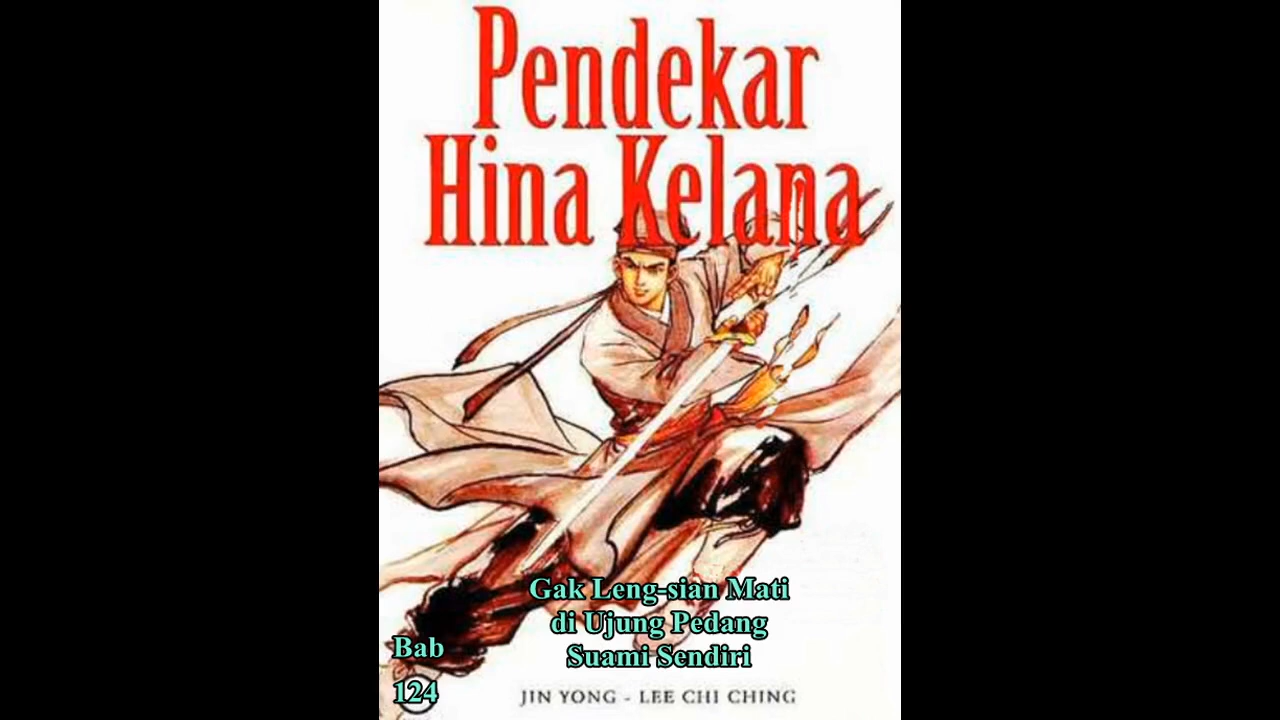 Pendekar
Hina Kelana
Gak Leng-sian Mati
di Ujung Pedang
Suami Sendiri
Bab
124
JIN YONG - LEE CHI CHING